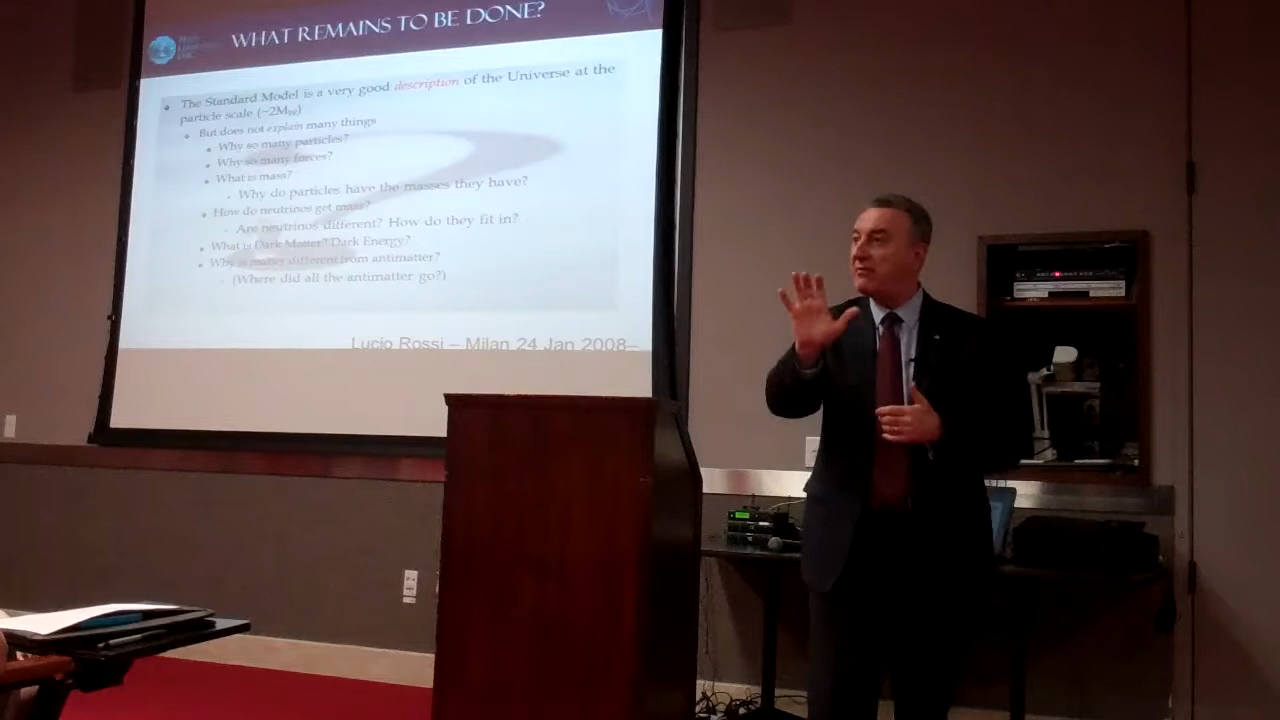 WHAT REMAINS TO BE DONE?
The Standard Model is a very good description of the Universe at the
particle scale (~2MW)
But does not explain many things
Why so many particles?
Why so many forces?
What is mass?
Why do particles have the masses they have?
How do neutrinos get mass?
Are neutrinos different? How do they fit in?
What is Dark Matter? Dark Energy?
Why is matter different from antimatter?
(Where did all the antimatter go?)
Lucio Rossi – Milan 24 Jan 2008–